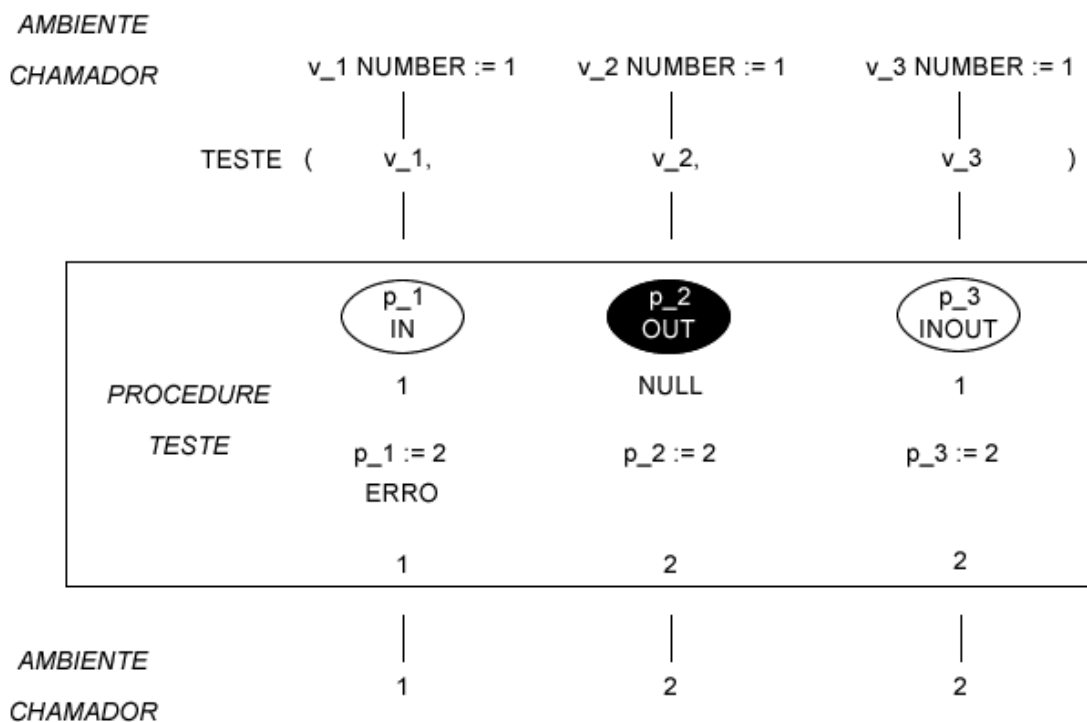 AMBIENTE
CHAMADOR
v_1 NUMBER := 1 v_2 NUMBER := 1 v_3 NUMBER := 1
TESTE ( v_1, v_2, v_3 )
p_1 p_2 p_3
IN OUT INOUT
PROCEDURE 1 NULL 1
TESTE p_1 := 2 p_2 := 2 p_3 := 2
ERRO
1 2 2
AMBIENTE
CHAMADOR
1 2 2